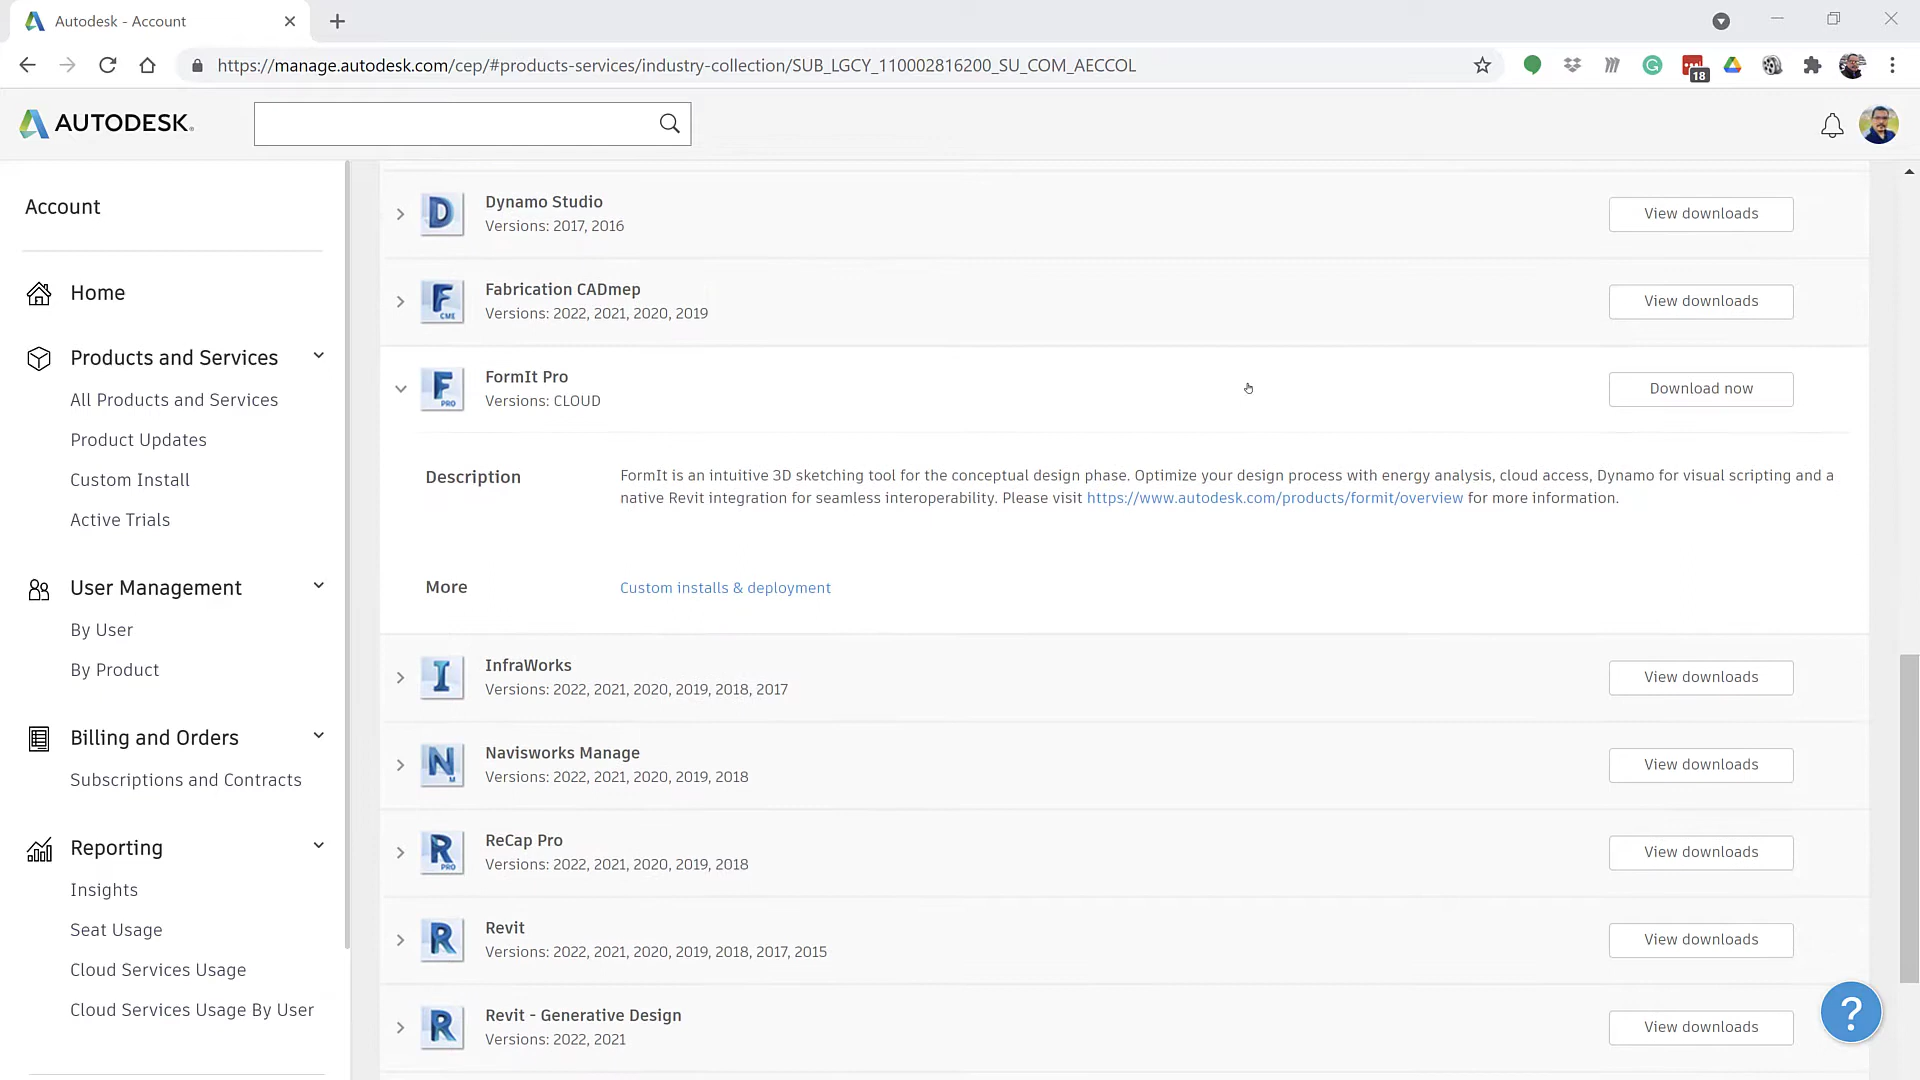 Autodesk - Account
https://manage.autodesk.com/cep/#products-services/industry-collection/SUB_LGCY_110002816200_SU_COM_AECCOL
18
AUTODESK
Account
Home
Products and Services
All Products and Services
Product Updates
Custom Install
Active Trials
User Management
By User
By Product
Billing and Orders
Subscriptions and Contracts
Reporting
Insights
Seat Usage
Cloud Services Usage
Cloud Services Usage By User
D
Dynamo Studio
Versions: 2017, 2016
View downloads
F
CME
Fabrication CADmep
Versions: 2022, 2021, 2020, 2019
View downloads
F
PRO
FormIt Pro
Versions: CLOUD
Download now
Description
FormIt is an intuitive 3D sketching tool for the conceptual design phase. Optimize your design process with energy analysis, cloud access, Dynamo for visual scripting and a
native Revit integration for seamless interoperability. Please visit https://www.autodesk.com/products/formit/overview for more information.
More
Custom installs & deployment
I
InfraWorks
Versions: 2022, 2021, 2020, 2019, 2018, 2017
View downloads
N
M
Navisworks Manage
Versions: 2022, 2021, 2020, 2019, 2018
View downloads
R
PRO
ReCap Pro
Versions: 2022, 2021, 2020, 2019, 2018
View downloads
R
Revit
Versions: 2022, 2021, 2020, 2019, 2018, 2017, 2015
View downloads
R
Revit - Generative Design
Versions: 2022, 2021
View downloads
?